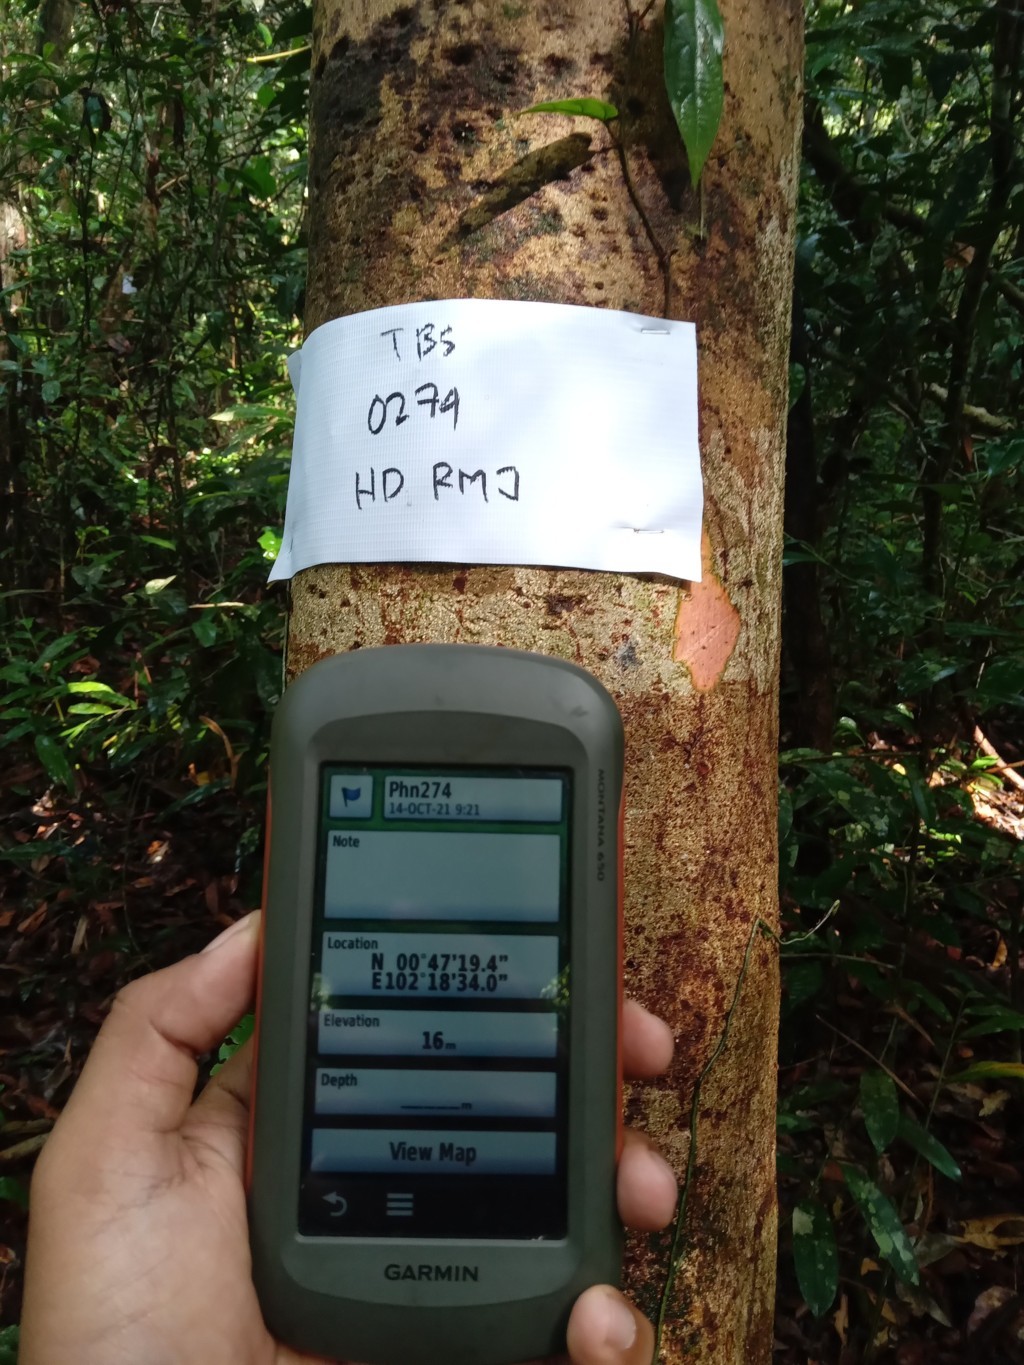 TBS
0274
HD RMJ
MONTANA 650
Phn274
14-OCT-21 9:21
Note
Location
N 00°47'19.4"
E102°18'34.0"
Elevation
16m
Depth
_____m
View Map
GARMIN